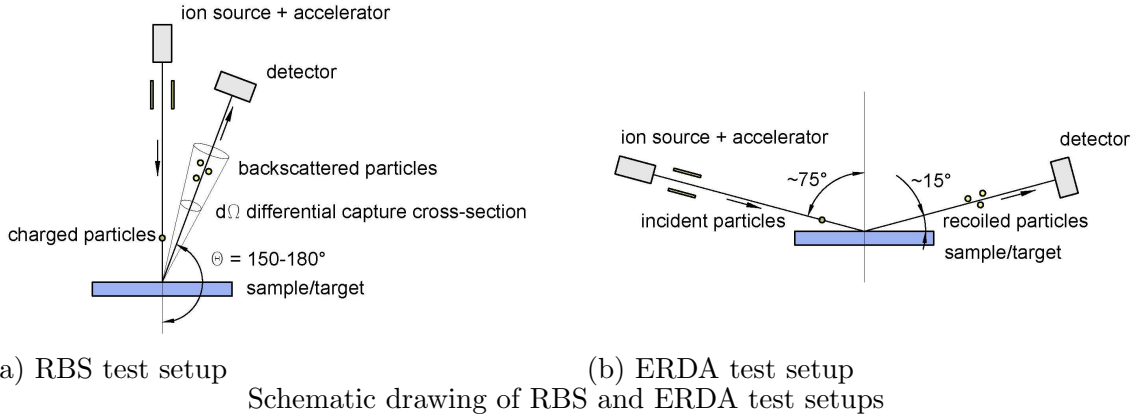 ion source + accelerator
detector
backscattered particles
dΩ differential capture cross-section
charged particles
Θ = 150-180°
sample/target
ion source + accelerator
detector
~75°
~15°
incident particles
recoiled particles
sample/target
a) RBS test setup
(b) ERDA test setup
Schematic drawing of RBS and ERDA test setups